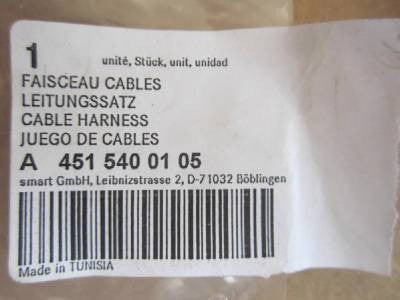 1 unité, Stück, unit, unidad
FAISCEAU CABLES
LEITUNGSSATZ
CABLE HARNESS
JUEGO DE CABLES
A 451 540 01 05
smart GmbH, Leibnizstrasse 2, D-71032 Böblingen
Made in TUNISIA